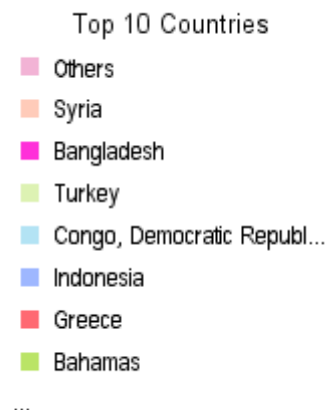 Top 10 Countries
Others
Syria
Bangladesh
Turkey
Congo, Democratic Republ...
Indonesia
Greece
Bahamas
...